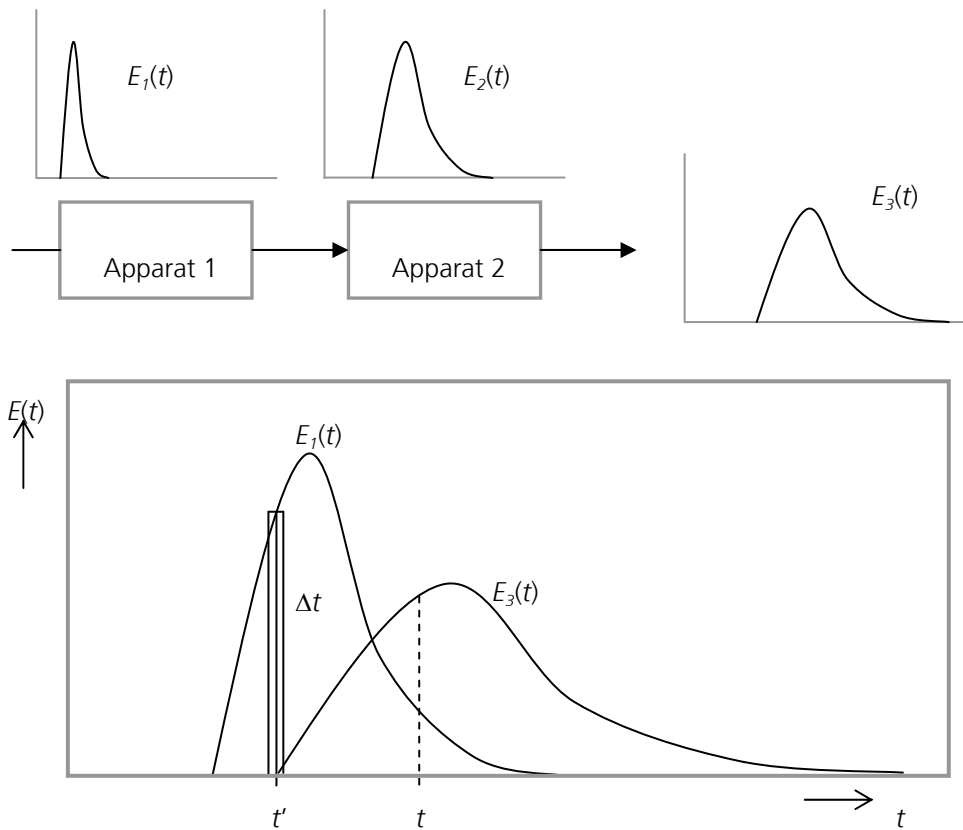 E₁(t)
E₂(t)
E₃(t)
Apparat 1
Apparat 2
E(t)
E₁(t)
E₃(t)
Δt
t'
t
t